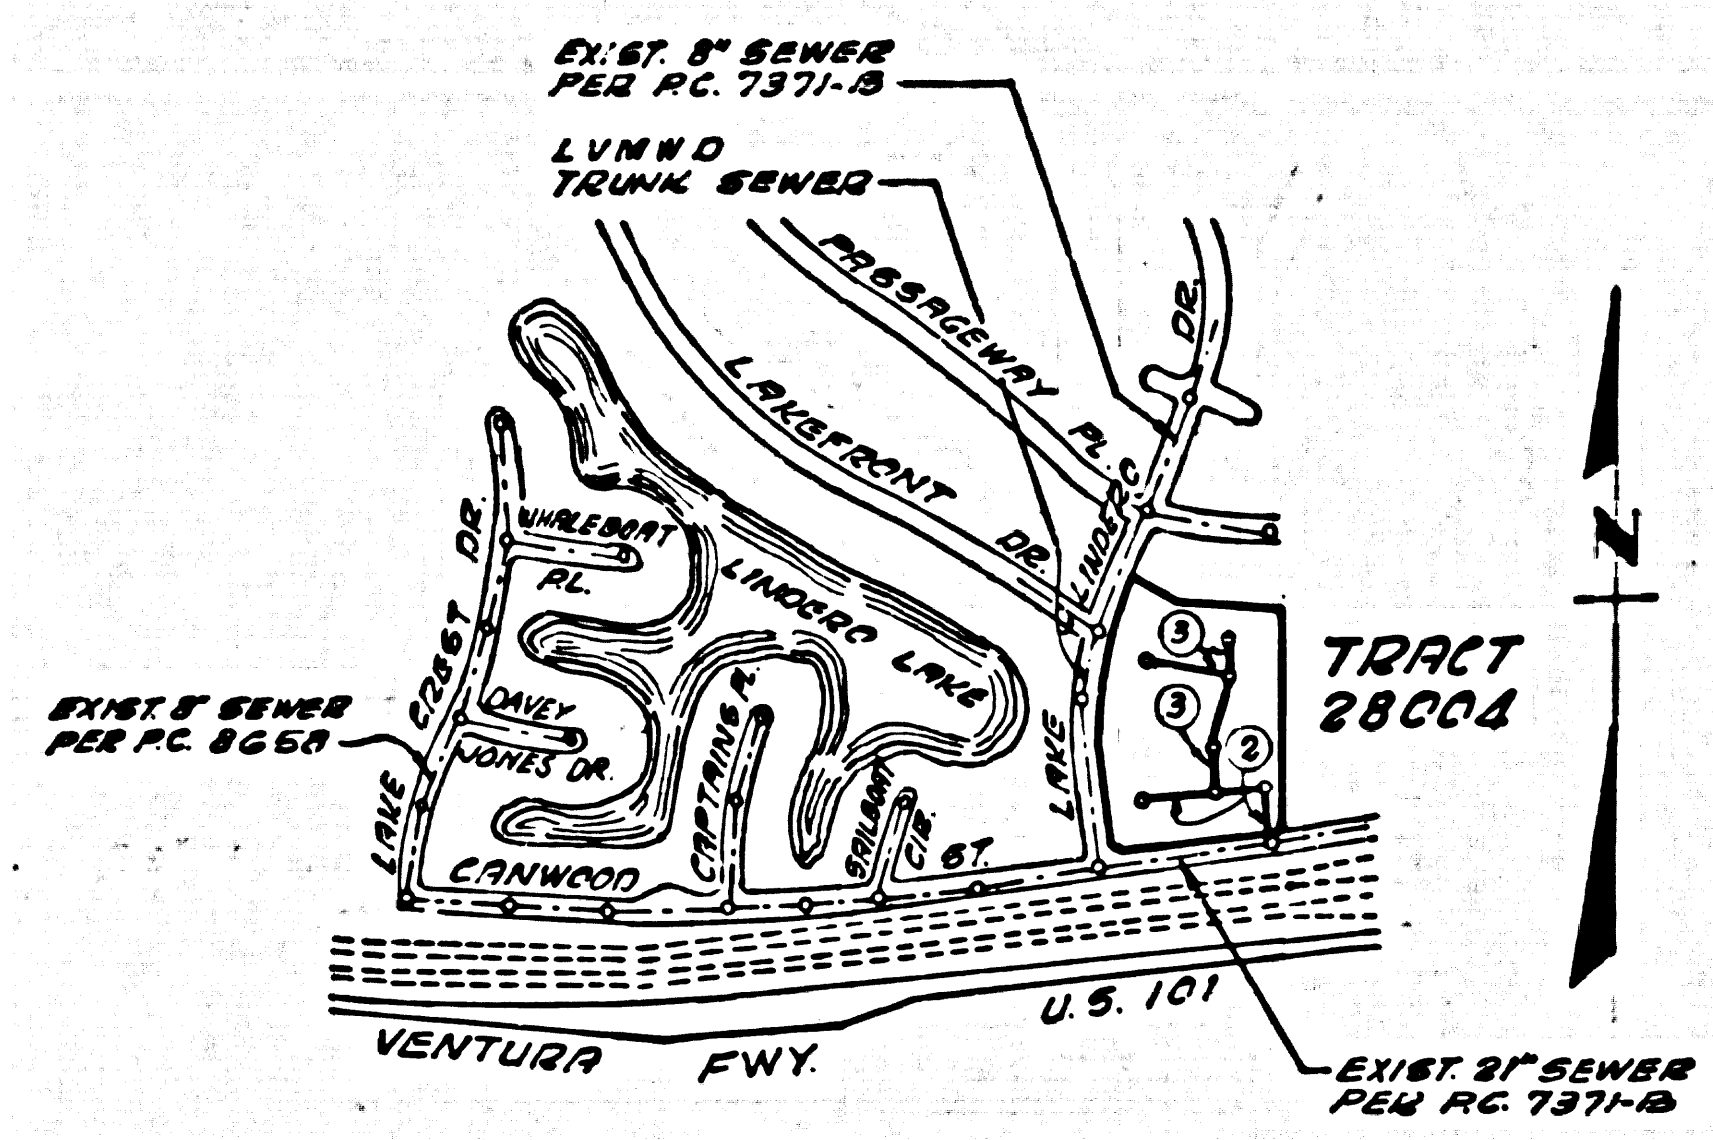 EXIST. 8" SEWER
PER P.C. 7371-B
LVMWD
TRUNK SEWER
PASSAGEWAY PL.
DR.
LAKEFRONT DR.
LAKE LINDERO
WHALEBOAT
PL.
LINDERO LAKE
LAKE CREST DR.
DAVEY
JONES DR.
EXIST. 8" SEWER
PER P.C. 8658
CAPTAINS PL.
SAILBOAT
CIR.
CANWOOD ST.
3
3
2
TRACT
28004
N
U.S. 101
VENTURA FWY.
EXIST. 21" SEWER
PER P.C. 7371-B